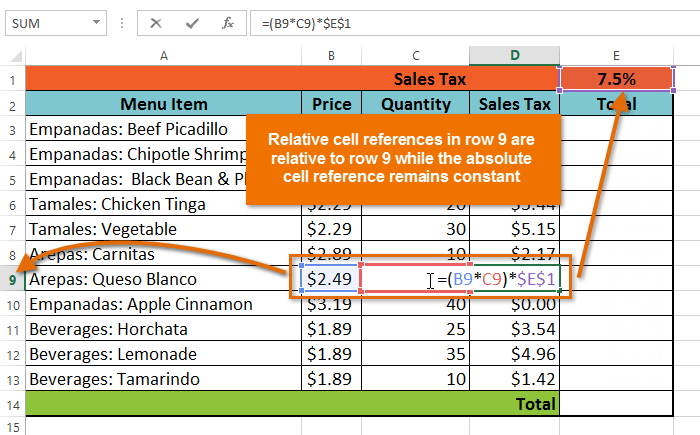 SUM =(B9*C9)*$E$1
A B C D E
1 Sales Tax 7.5%
2 Menu Item Price Quantity Sales Tax Total
3 Empanadas: Beef Picadillo
4 Empanadas: Chipotle Shrimp
5 Empanadas: Black Bean &
Relative cell references in row 9 are
relative to row 9 while the absolute
cell reference remains constant
6 Tamales: Chicken Tinga $2.29 20 $3.44
7 Tamales: Vegetable $2.29 30 $5.15
8 Arepas: Carnitas $2.89 10 $2.17
9 Arepas: Queso Blanco $2.49 =(B9*C9)*$E$1
10 Empanadas: Apple Cinnamon $3.19 40 $0.00
11 Beverages: Horchata $1.89 25 $3.54
12 Beverages: Lemonade $1.89 35 $4.96
13 Beverages: Tamarindo $1.89 10 $1.42
14 Total
15